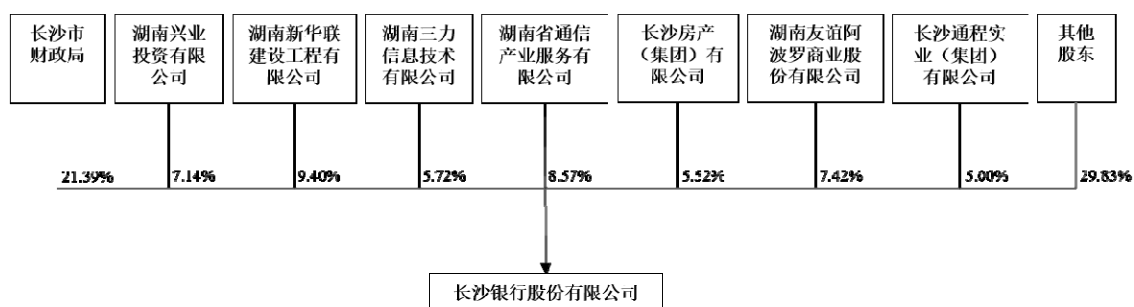 长沙市
财政局
湖南兴业
投资有限
公司
湖南新华联
建设工程有
限公司
湖南三力
信息技术
有限公司
湖南省通信
产业服务有
限公司
长沙房产
（集团）有
限公司
湖南友谊阿
波罗商业股
份有限公司
长沙通程实
业（集团）
有限公司
其他
股东
21.39%
7.14%
9.40%
5.72%
8.57%
5.52%
7.42%
5.00%
29.83%
长沙银行股份有限公司